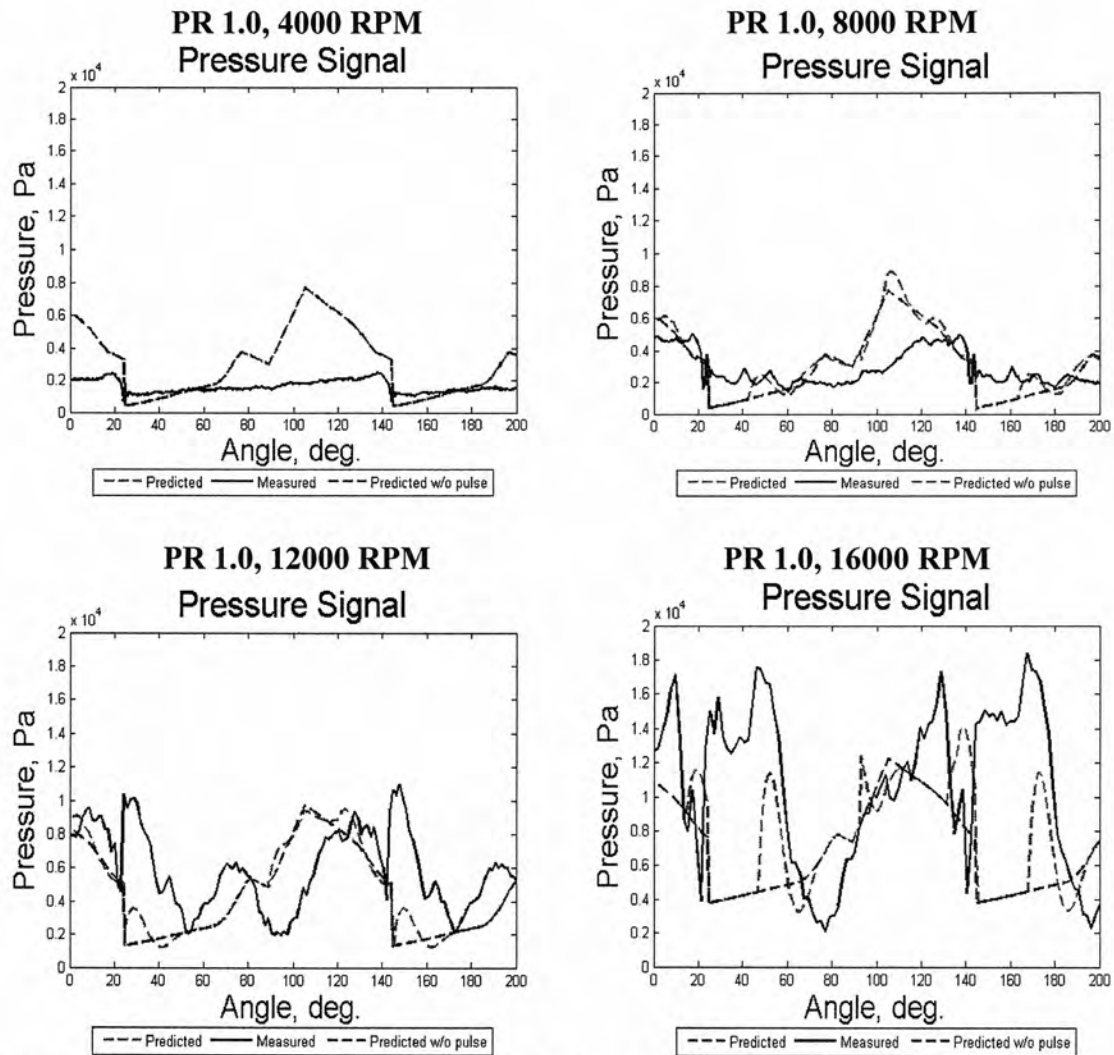 PR 1.0, 4000 RPM
Pressure Signal
x 10⁴
2
1.8
1.6
1.4
1.2
1
0.8
0.6
0.4
0.2
0
Pressure, Pa
0 20 40 60 80 100 120 140 160 180 200
Angle, deg.
Predicted Measured Predicted w/o pulse
PR 1.0, 8000 RPM
Pressure Signal
x 10⁴
2
1.8
1.6
1.4
1.2
1
0.8
0.6
0.4
0.2
0
Pressure, Pa
0 20 40 60 80 100 120 140 160 180 200
Angle, deg.
Predicted Measured Predicted w/o pulse
PR 1.0, 12000 RPM
Pressure Signal
x 10⁴
2
1.8
1.6
1.4
1.2
1
0.8
0.6
0.4
0.2
0
Pressure, Pa
0 20 40 60 80 100 120 140 160 180 200
Angle, deg.
Predicted Measured Predicted w/o pulse
PR 1.0, 16000 RPM
Pressure Signal
x 10⁴
2
1.8
1.6
1.4
1.2
1
0.8
0.6
0.4
0.2
0
Pressure, Pa
0 20 40 60 80 100 120 140 160 180 200
Angle, deg.
Predicted Measured Predicted w/o pulse